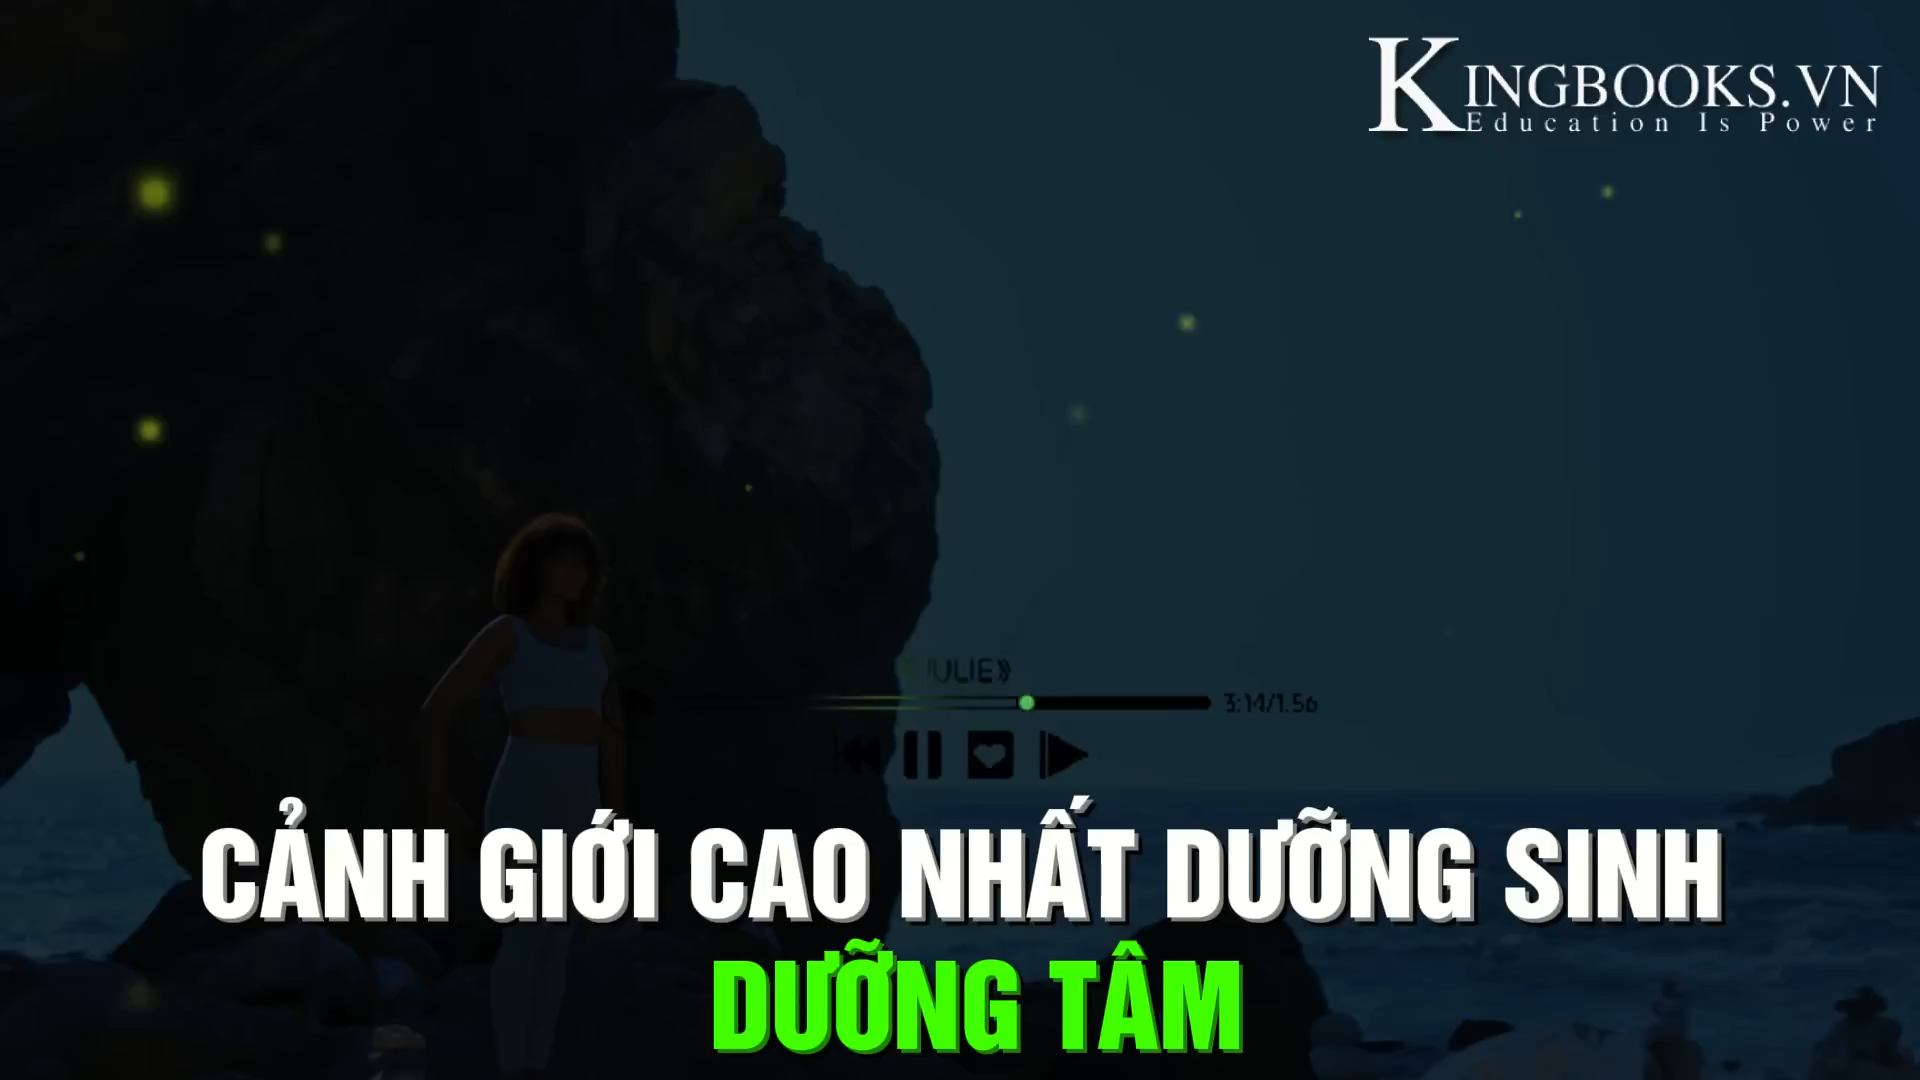 KINGBOOKS.VN
Education Is Power
JULIE》
3:14/1.56
CẢNH GIỚI CAO NHẤT DƯỠNG SINH
DƯỠNG TÂM